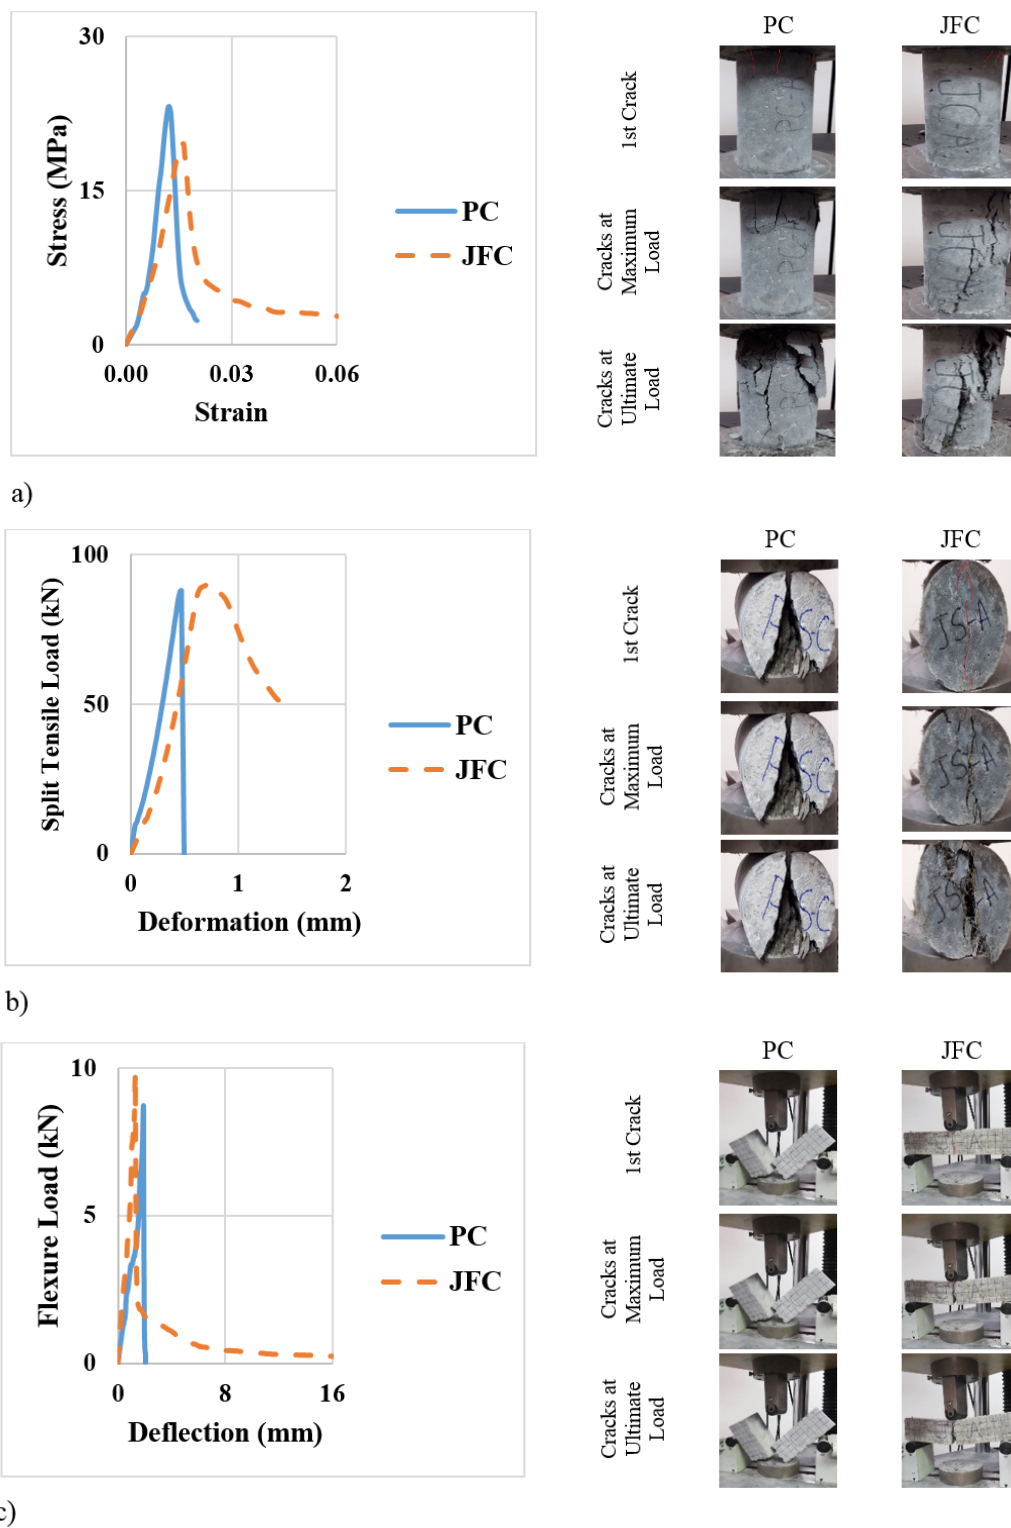 30
15
0
0.00
0.03
0.06
Stress (MPa)
Strain
PC
JFC
PC
JFC
1st Crack
Cracks at
Maximum
Load
Cracks at
Ultimate
Load
a)
100
50
0
0
1
2
Split Tensile Load (kN)
Deformation (mm)
PC
JFC
PC
JFC
1st Crack
Cracks at
Maximum
Load
Cracks at
Ultimate
Load
JS-A
JS-A
b)
10
5
0
0
8
16
Flexure Load (kN)
Deflection (mm)
PC
JFC
PC
JFC
1st Crack
Cracks at
Maximum
Load
Cracks at
Ultimate
Load
c)